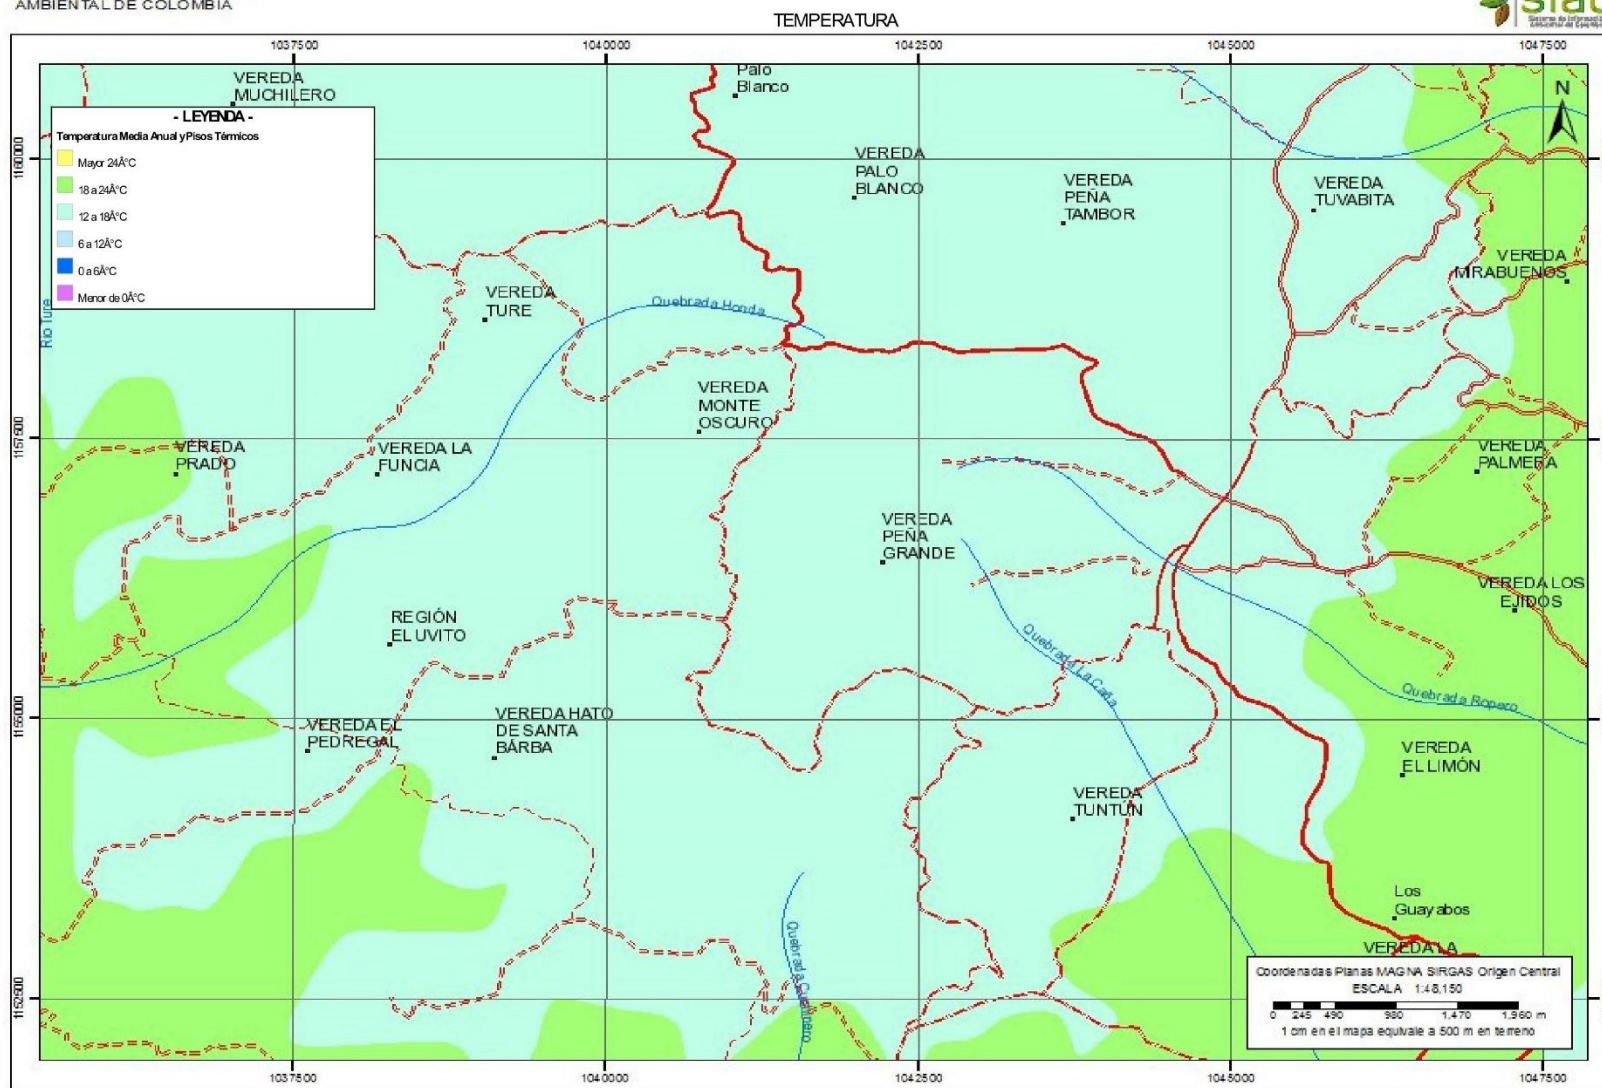 AMBIENTAL DE COLOMBIA
TEMPERATURA
1037500
1040000
1042500
1045000
1047500
VEREDA
MUCHILERO
Palo
Blanco
N
- LEYENDA -
Temperatura Media Anual y Pisos Térmicos
Mayor 24Â°C
18 a 24Â°C
12 a 18Â°C
6 a 12Â°C
0 a 6Â°C
Menor de 0Â°C
1160000
VEREDA
PALO
BLANCO
VEREDA
PEÑA
TAMBOR
VEREDA
TUVABITA
VEREDA
MIRABUENOS
VEREDA
TURE
Quebrada Honda
Río Ture
VEREDA
MONTE
OSCURO
1157500
VEREDA
PRADO
VEREDA LA
FUNCIA
VEREDA
PALMERA
VEREDA
PEÑA
GRANDE
VEREDA LOS
EJIDOS
REGIÓN
EL UVITO
Quebrada La Caña
Quebrada Ropero
1155000
VEREDA EL
PEDREGAL
VEREDA HATO
DE SANTA
BÁRBA
VEREDA
EL LIMÓN
VEREDA
TUNTÚN
Los
Guayabos
VEREDA LA
1152500
Coordenadas Planas MAGNA SIRGAS Origen Central
ESCALA 1:48,150
0 245 490 980 1,470 1,960 m
1 cm en el mapa equivale a 500 m en terreno
1037500
1040000
1042500
1045000
1047500